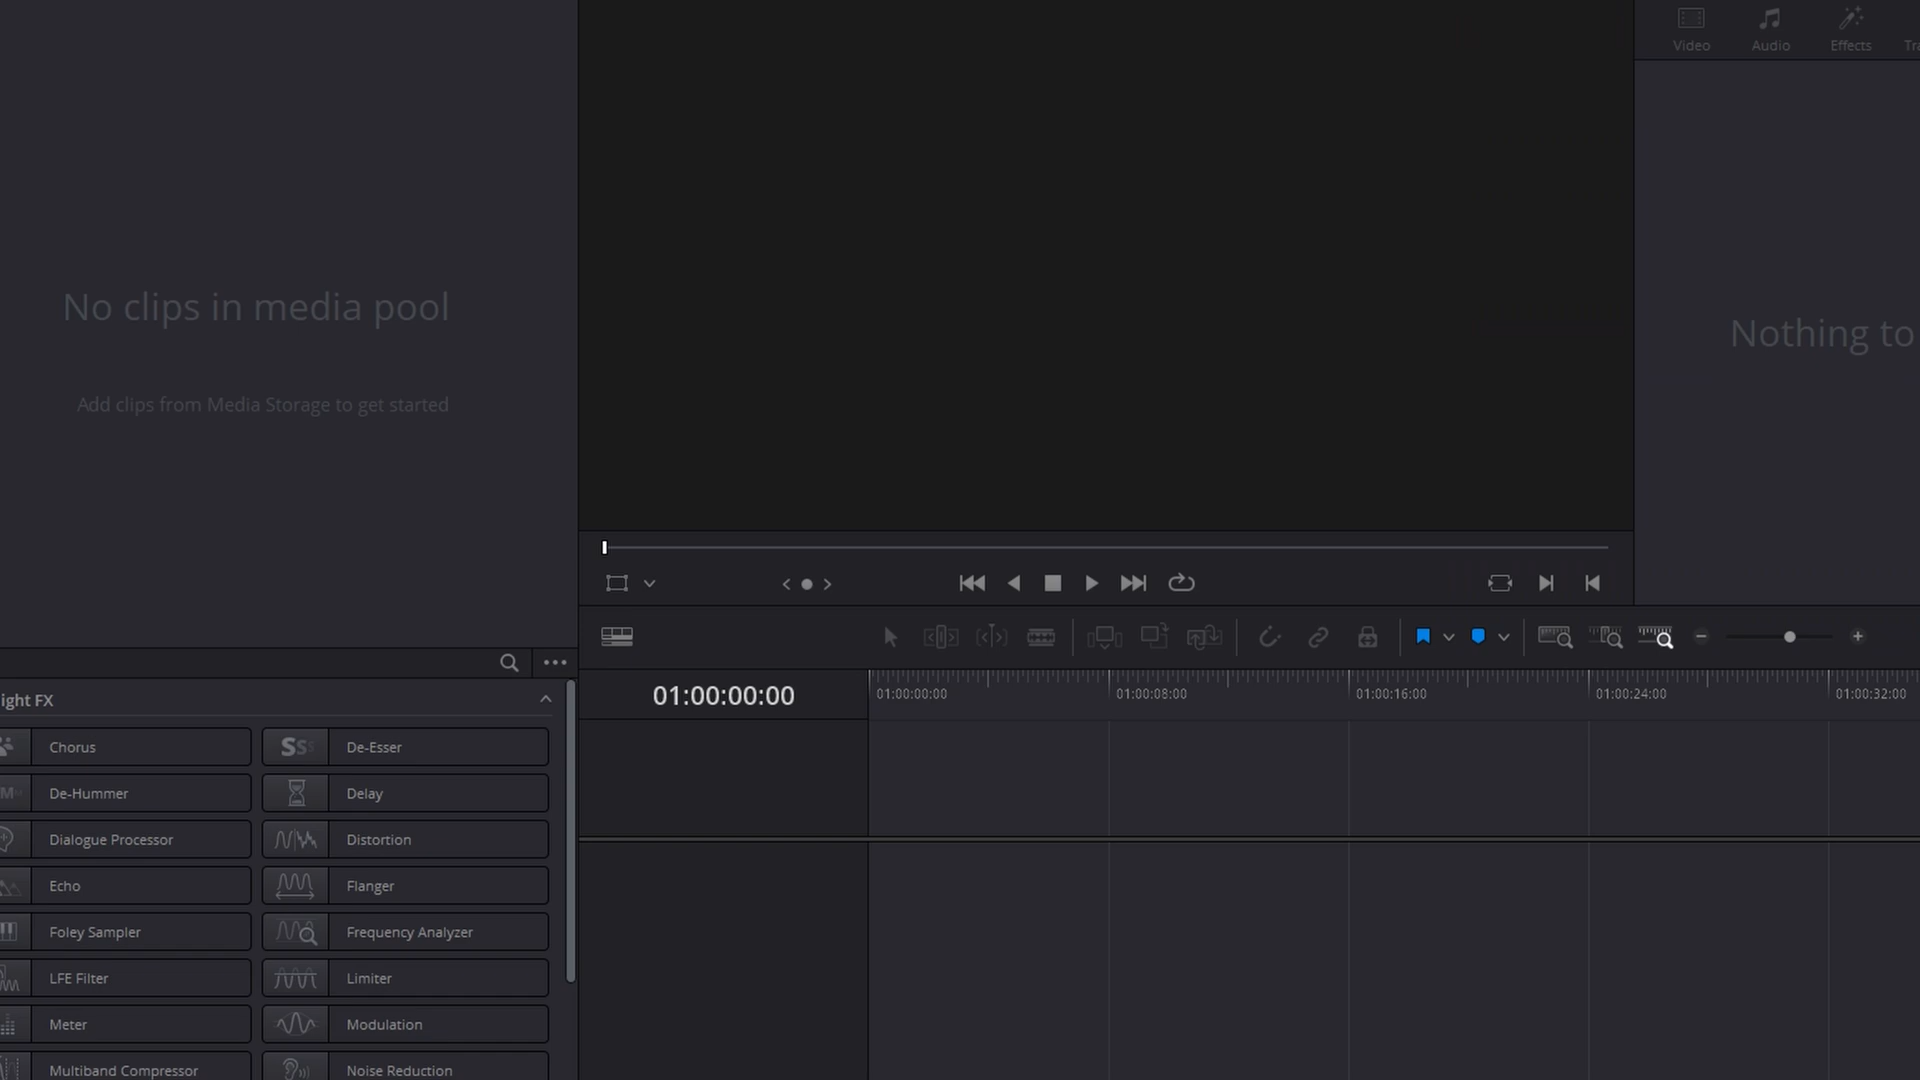 Video
Audio
Effects
No clips in media pool
Nothing to
Add clips from Media Storage to get started
01:00:00:00
01:00:00:00
01:00:08:00
01:00:16:00
01:00:24:00
01:00:32:00
ight FX
Chorus
De-Esser
De-Hummer
Delay
Dialogue Processor
Distortion
Echo
Flanger
Foley Sampler
Frequency Analyzer
LFE Filter
Limiter
Meter
Modulation
Multiband Compressor
Noise Reduction